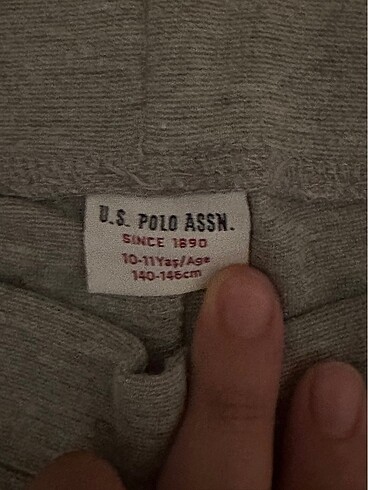 U.S. POLO ASSN.
SINCE 1890
10-11Yaş/Age
140-146cm